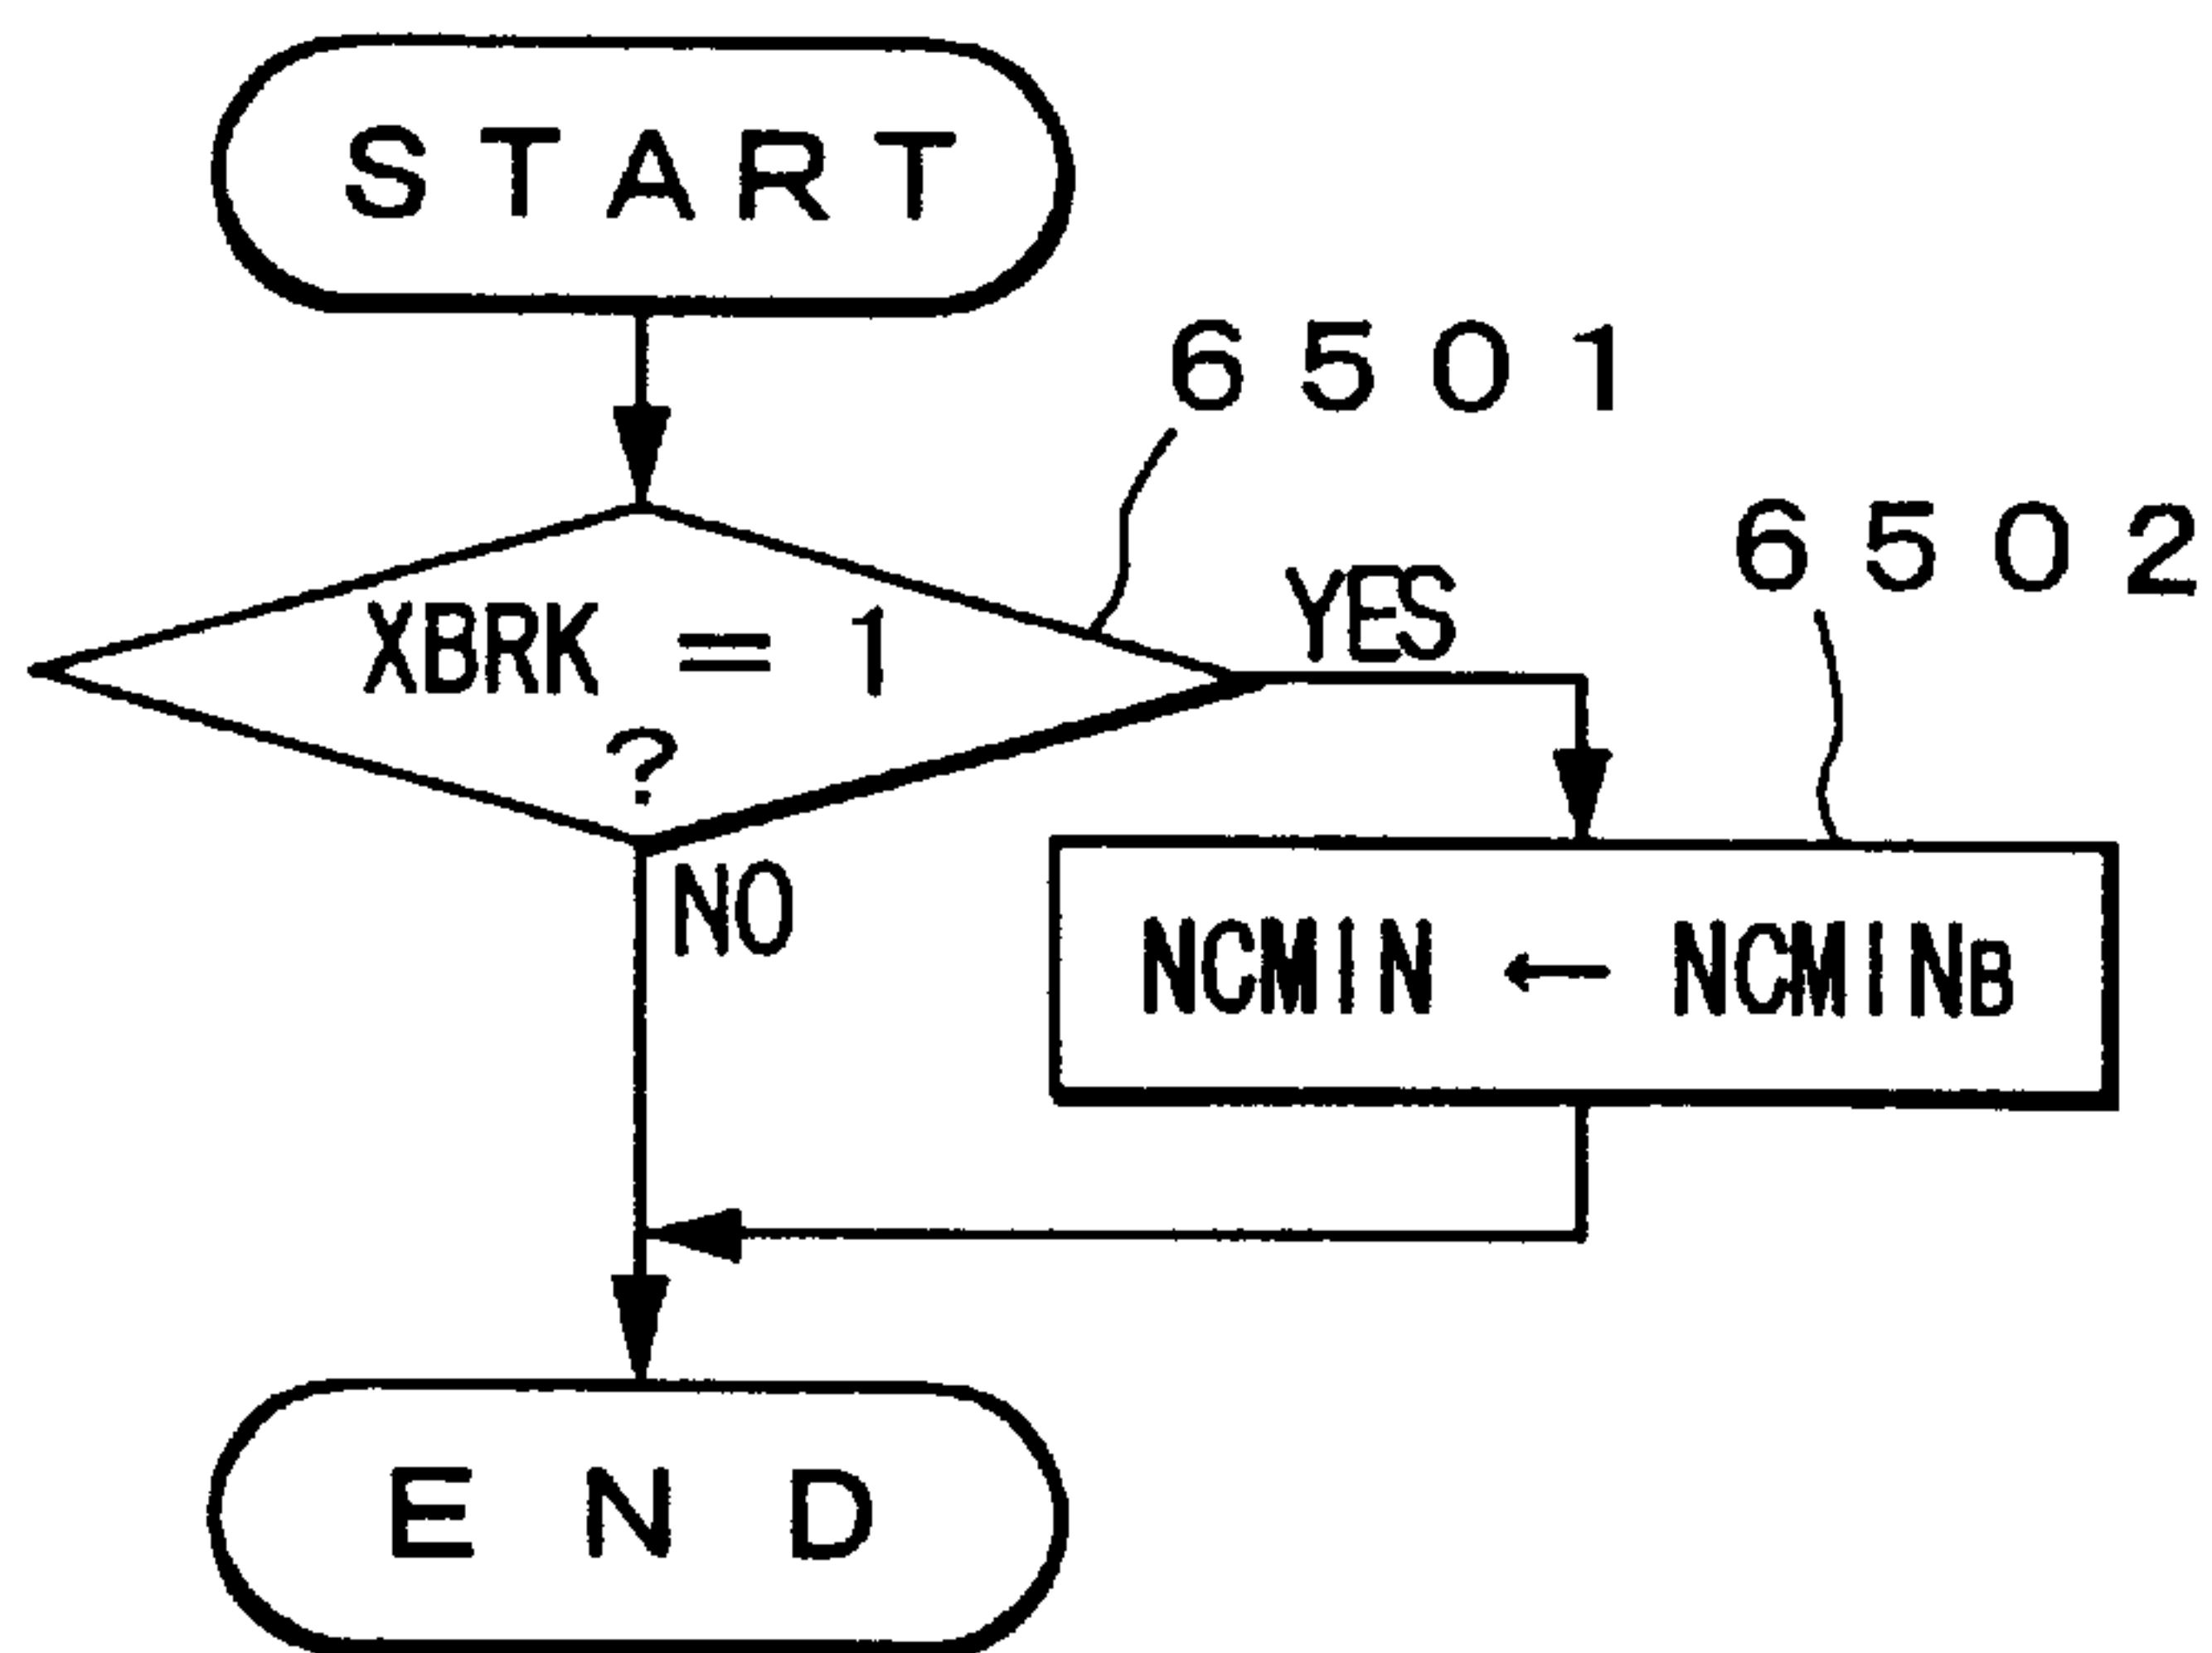 START
6501
6502
XBRK = 1
?
YES
NO
NCMIN ← NCMINB
END